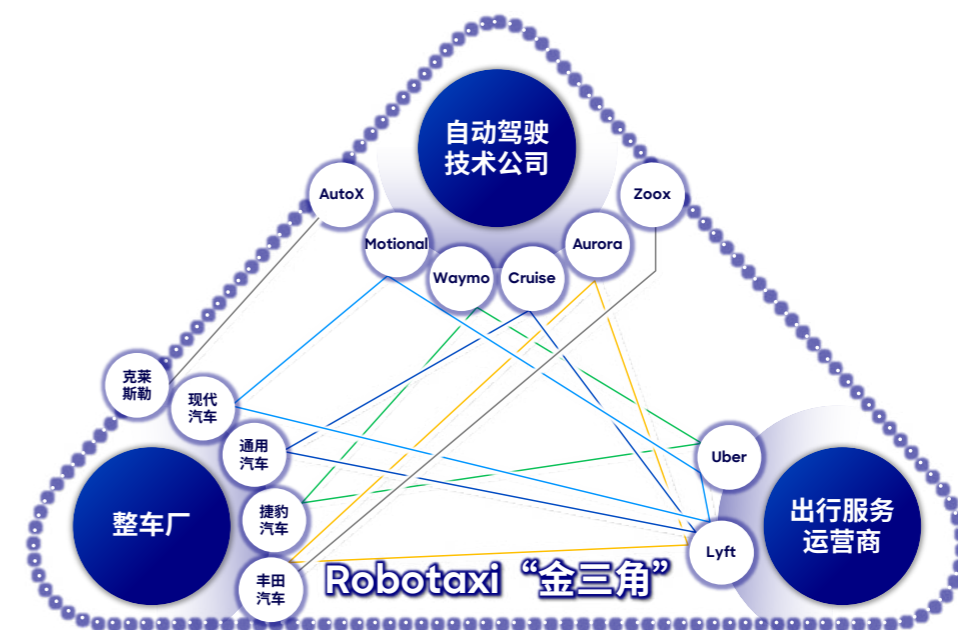 自动驾驶
技术公司
AutoX
Zoox
Motional
Aurora
Waymo
Cruise
克莱
斯勒
现代
汽车
通用
汽车
Uber
捷豹
汽车
整车厂
出行服务
运营商
Lyft
丰田
汽车
Robotaxi“金三角”